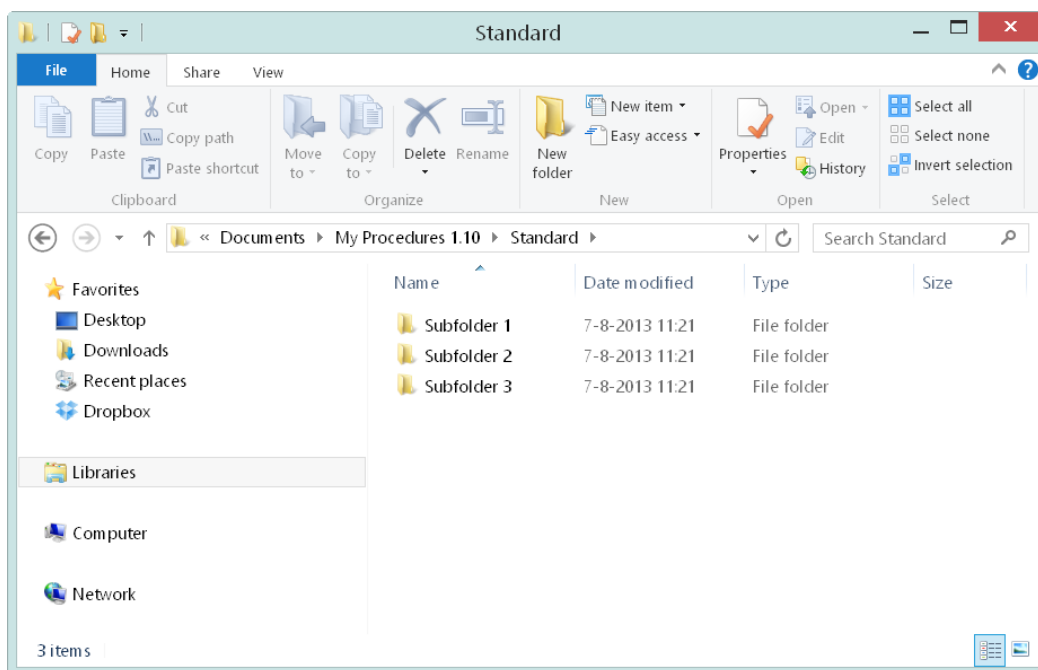 Standard
File Home Share View
Copy Paste Cut Copy path Paste shortcut
Clipboard
Move to Copy to Delete Rename
Organize
New folder New item Easy access
New
Properties Open Edit History
Open
Select all Select none Invert selection
Select
« Documents My Procedures 1.10 Standard Search Standard
Favorites
Desktop
Downloads
Recent places
Dropbox
Libraries
Computer
Network
Name Date modified Type Size
Subfolder 1 7-8-2013 11:21 File folder
Subfolder 2 7-8-2013 11:21 File folder
Subfolder 3 7-8-2013 11:21 File folder
3 items